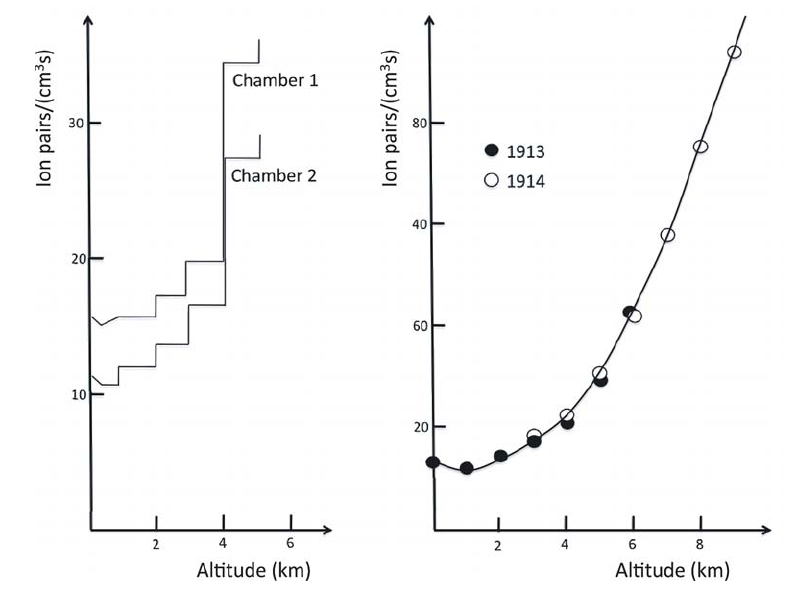 Ion pairs/(cm³s)
30
20
10
Chamber 1
Chamber 2
2 4 6
Altitude (km)
Ion pairs/(cm³s)
80
40
60
20
1913
1914
2 4 6 8
Altitude (km)